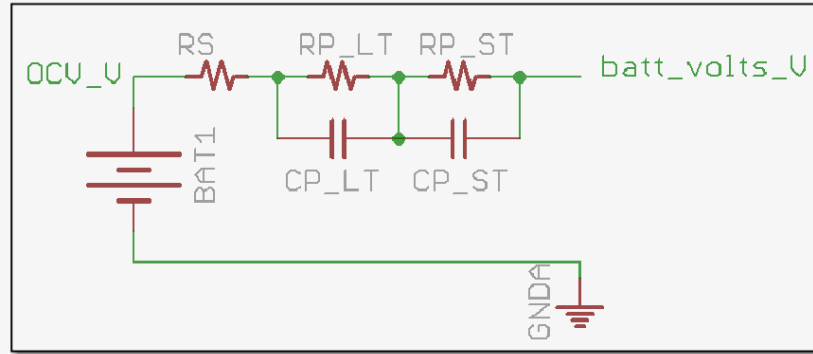 RS
RP_LT
RP_ST
OCV_V
batt_volts_V
BAT1
CP_LT
CP_ST
GNDA